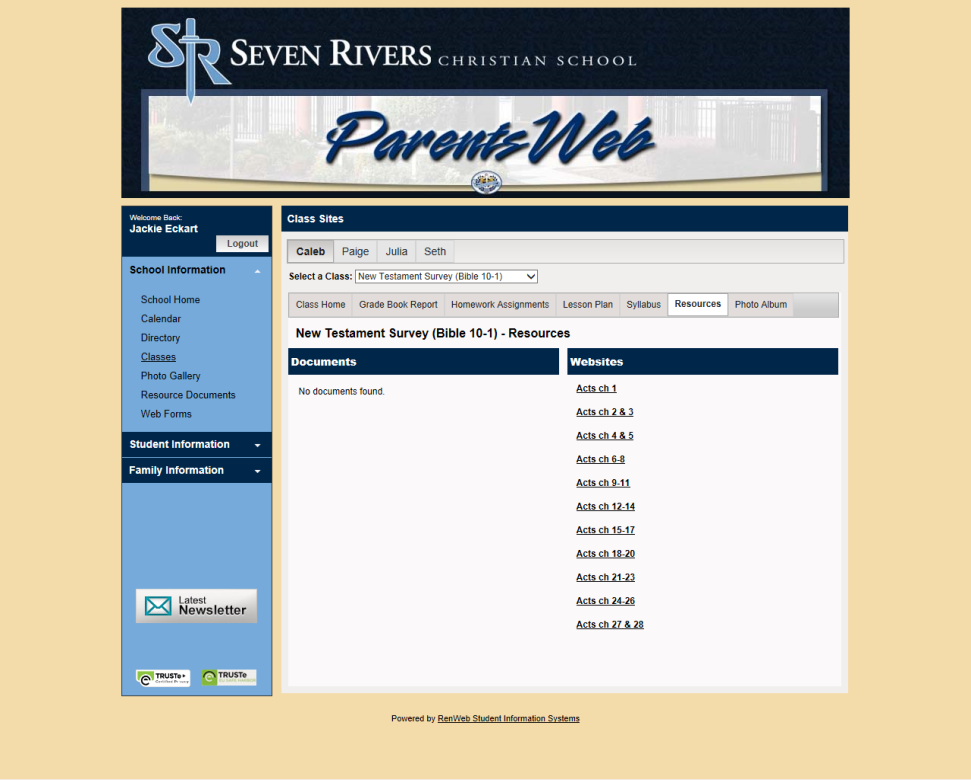 SR SEVEN RIVERS CHRISTIAN SCHOOL
ParentsWeb
Welcome Back:
Jackie Eckart
Logout
School Information
School Home
Calendar
Directory
Classes
Photo Gallery
Resource Documents
Web Forms
Student Information
Family Information
Latest
Newsletter
TRUSTe
TRUSTe
Class Sites
Caleb Paige Julia Seth
Select a Class: New Testament Survey (Bible 10-1)
Class Home Grade Book Report Homework Assignments Lesson Plan Syllabus Resources Photo Album
New Testament Survey (Bible 10-1) - Resources
Documents
No documents found.
Websites
Acts ch 1
Acts ch 2 & 3
Acts ch 4 & 5
Acts ch 6-8
Acts ch 9-11
Acts ch 12-14
Acts ch 15-17
Acts ch 18-20
Acts ch 21-23
Acts ch 24-26
Acts ch 27 & 28
Powered by RenWeb Student Information Systems